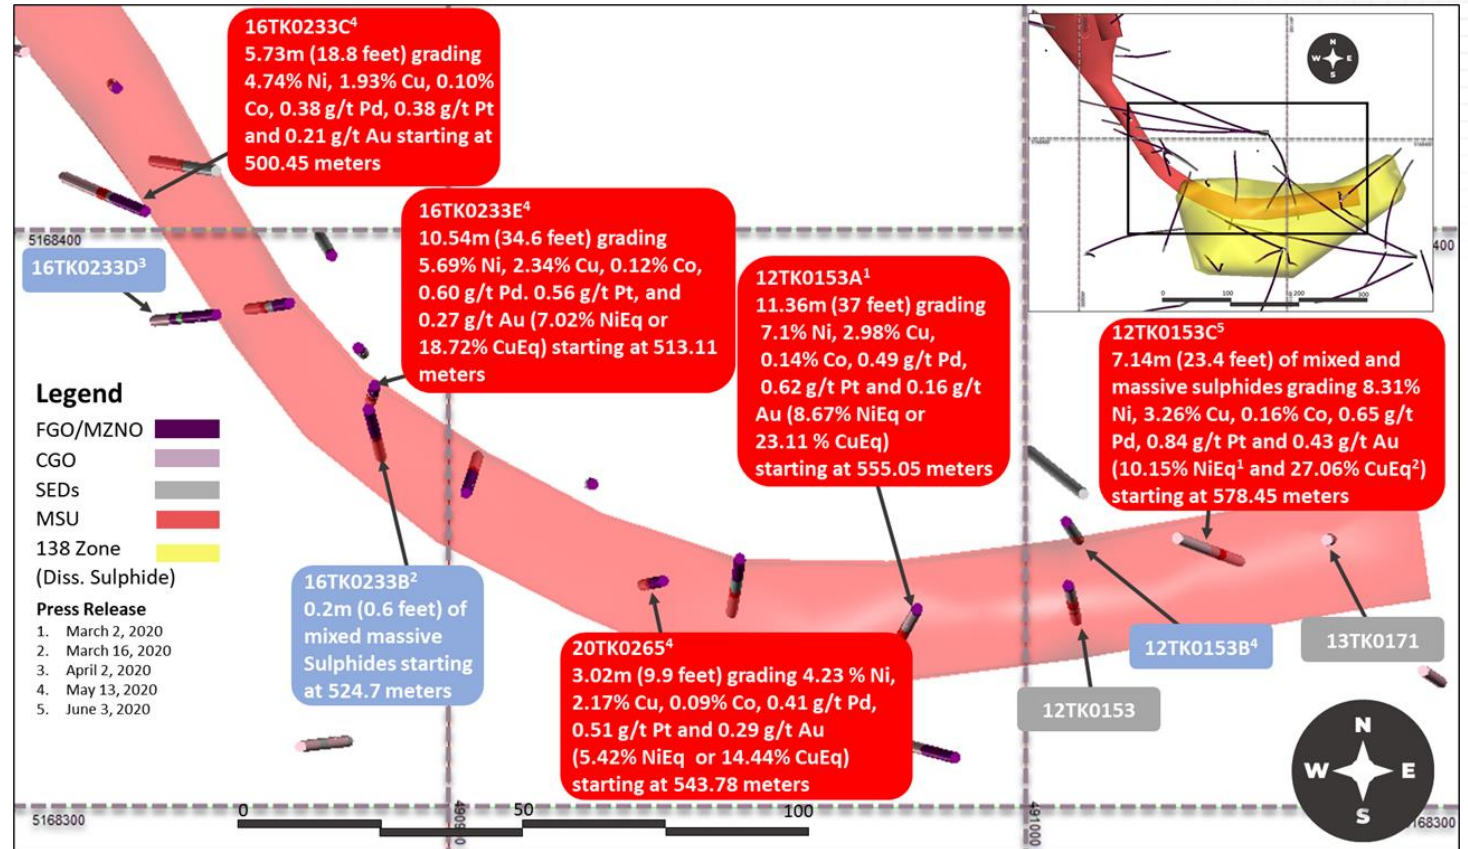 16TK0233C4
5.73m (18.8 feet) grading
4.74% Ni, 1.93% Cu, 0.10%
Co, 0.38 g/t Pd, 0.38 g/t Pt
and 0.21 g/t Au starting at
500.45 meters
N
W E
S
5168400
16TK0233D3
16TK0233E4
10.54m (34.6 feet) grading
5.69% Ni, 2.34% Cu, 0.12% Co,
0.60 g/t Pd. 0.56 g/t Pt, and
0.27 g/t Au (7.02% NiEq or
18.72% CuEq) starting at 513.11
meters
12TK0153A1
11.36m (37 feet) grading
7.1% Ni, 2.98% Cu,
0.14% Co, 0.49 g/t Pd,
0.62 g/t Pt and 0.16 g/t
Au (8.67% NiEq or
23.11 % CuEq)
starting at 555.05 meters
400
0 100 200 300
12TK0153C5
7.14m (23.4 feet) of mixed and
massive sulphides grading 8.31%
Ni, 3.26% Cu, 0.16% Co, 0.65 g/t
Pd, 0.84 g/t Pt and 0.43 g/t Au
(10.15% NiEq1 and 27.06% CuEq2)
starting at 578.45 meters
Legend
FGO/MZNO
CGO
SEDs
MSU
138 Zone
(Diss. Sulphide)
Press Release
1. March 2, 2020
2. March 16, 2020
3. April 2, 2020
4. May 13, 2020
5. June 3, 2020
16TK0233B2
0.2m (0.6 feet) of
mixed massive
Sulphides starting
at 524.7 meters
20TK02654
3.02m (9.9 feet) grading 4.23 % Ni,
2.17% Cu, 0.09% Co, 0.41 g/t Pd,
0.51 g/t Pt and 0.29 g/t Au
(5.42% NiEq or 14.44% CuEq)
starting at 543.78 meters
12TK0153B4
13TK0171
12TK0153
N
W E
S
5168300
0 50 100
491000
168300